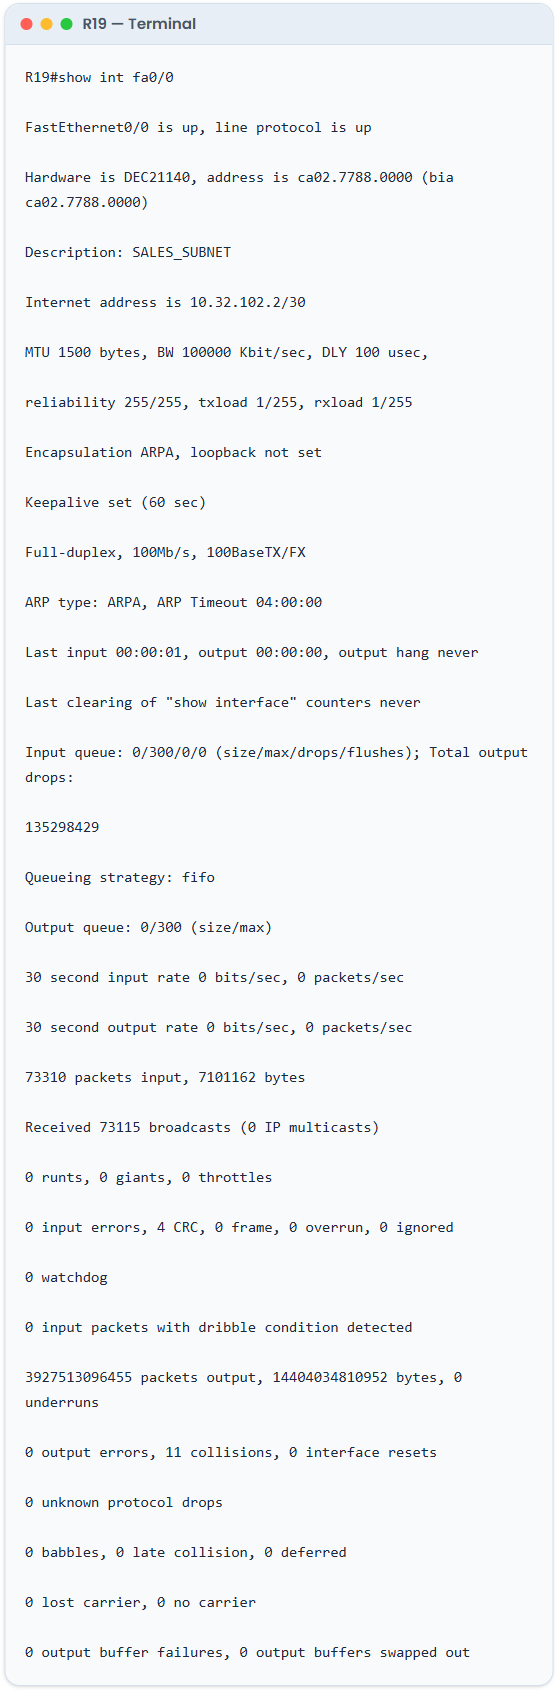 R19 — Terminal
R19#show int fa0/0
FastEthernet0/0 is up, line protocol is up
Hardware is DEC21140, address is ca02.7788.0000 (bia
ca02.7788.0000)
Description: SALES_SUBNET
Internet address is 10.32.102.2/30
MTU 1500 bytes, BW 100000 Kbit/sec, DLY 100 usec,
reliability 255/255, txload 1/255, rxload 1/255
Encapsulation ARPA, loopback not set
Keepalive set (60 sec)
Full-duplex, 100Mb/s, 100BaseTX/FX
ARP type: ARPA, ARP Timeout 04:00:00
Last input 00:00:01, output 00:00:00, output hang never
Last clearing of "show interface" counters never
Input queue: 0/300/0/0 (size/max/drops/flushes); Total output
drops:
135298429
Queueing strategy: fifo
Output queue: 0/300 (size/max)
30 second input rate 0 bits/sec, 0 packets/sec
30 second output rate 0 bits/sec, 0 packets/sec
73310 packets input, 7101162 bytes
Received 73115 broadcasts (0 IP multicasts)
0 runts, 0 giants, 0 throttles
0 input errors, 4 CRC, 0 frame, 0 overrun, 0 ignored
0 watchdog
0 input packets with dribble condition detected
3927513096455 packets output, 14404034810952 bytes, 0
underruns
0 output errors, 11 collisions, 0 interface resets
0 unknown protocol drops
0 babbles, 0 late collision, 0 deferred
0 lost carrier, 0 no carrier
0 output buffer failures, 0 output buffers swapped out